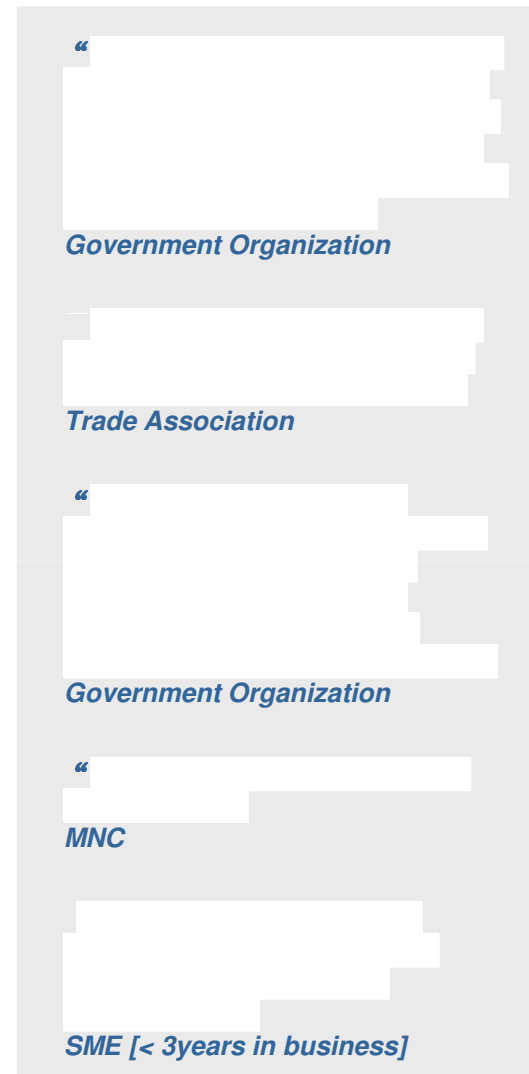 “
Government Organization
Trade Association
“
Government Organization
“
MNC
SME [< 3years in business]